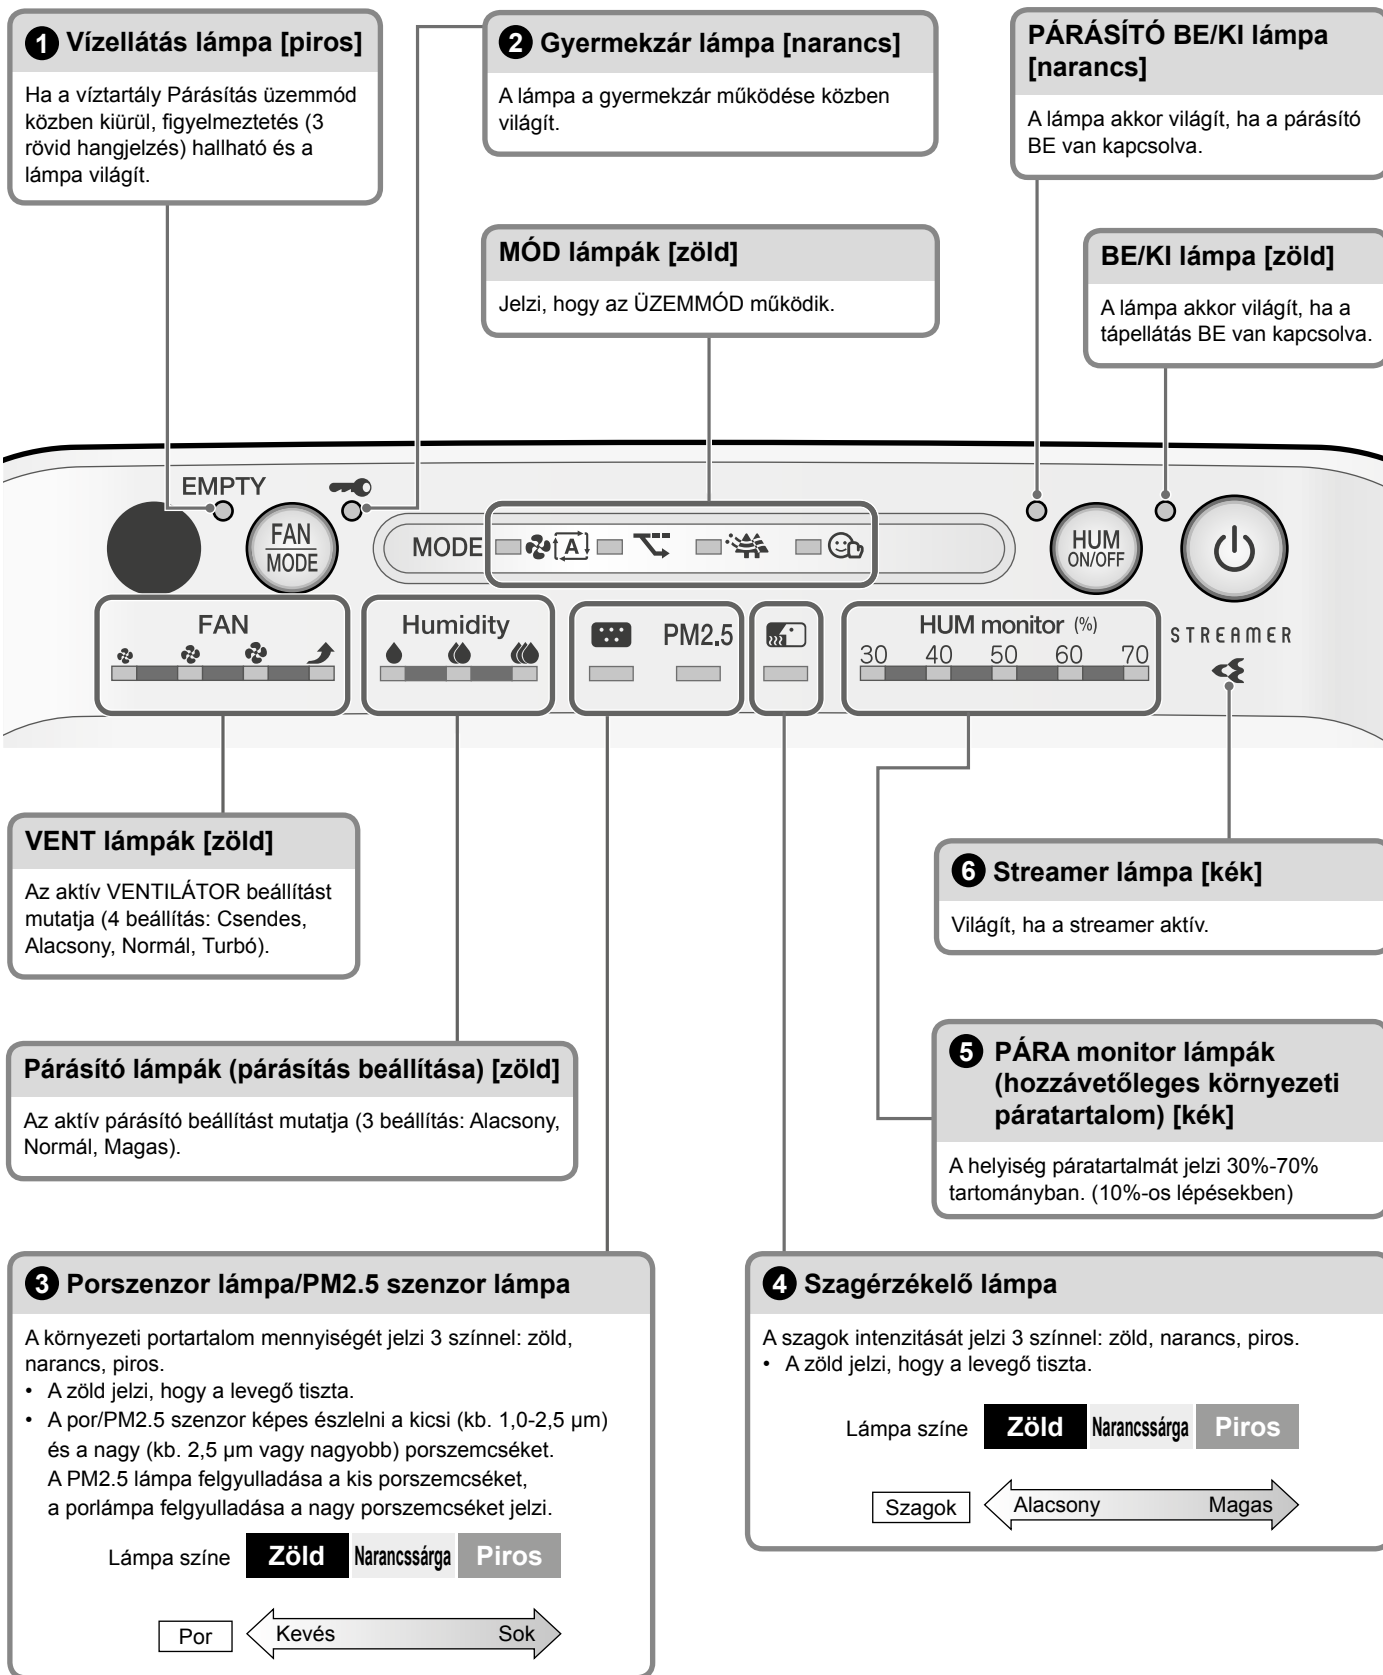 1 Vízellátás lámpa [piros]
Ha a víztartály Párásítás üzemmód
közben kiürül, figyelmeztetés (3
rövid hangjelzés) hallható és a
lámpa világít.
2 Gyermekzár lámpa [narancs]
A lámpa a gyermekzár működése közben
világít.
PÁRÁSÍTÓ BE/KI lámpa
[narancs]
A lámpa akkor világít, ha a párásító
BE van kapcsolva.
MÓD lámpák [zöld]
Jelzi, hogy az ÜZEMMÓD működik.
BE/KI lámpa [zöld]
A lámpa akkor világít, ha a
tápellátás BE van kapcsolva.
EMPTY
FAN
MODE
MODE
A
HUM
ON/OFF
FAN
Humidity
PM2.5
HUM monitor (%)
30 40 50 60 70
STREAMER
VENT lámpák [zöld]
Az aktív VENTILÁTOR beállítást
mutatja (4 beállítás: Csendes,
Alacsony, Normál, Turbó).
6 Streamer lámpa [kék]
Világít, ha a streamer aktív.
Párásító lámpák (párásítás beállítása) [zöld]
Az aktív párásító beállítást mutatja (3 beállítás: Alacsony,
Normál, Magas).
5 PÁRA monitor lámpák
(hozzávetőleges környezeti
páratartalom) [kék]
A helyiség páratartalmát jelzi 30%-70%
tartományban. (10%-os lépésekben)
3 Porszenzor lámpa/PM2.5 szenzor lámpa
A környezeti portartalom mennyiségét jelzi 3 színnel: zöld,
narancs, piros.
• A zöld jelzi, hogy a levegő tiszta.
• A por/PM2.5 szenzor képes észlelni a kicsi (kb. 1,0-2,5 μm)
és a nagy (kb. 2,5 μm vagy nagyobb) porszemcséket.
A PM2.5 lámpa felgyulladása a kis porszemcséket,
a porlámpa felgyulladása a nagy porszemcséket jelzi.
Lámpa színe Zöld Narancssárga Piros
Por Kevés Sok
4 Szagérzékelő lámpa
A szagok intenzitását jelzi 3 színnel: zöld, narancs, piros.
• A zöld jelzi, hogy a levegő tiszta.
Lámpa színe Zöld Narancssárga Piros
Szagok Alacsony Magas